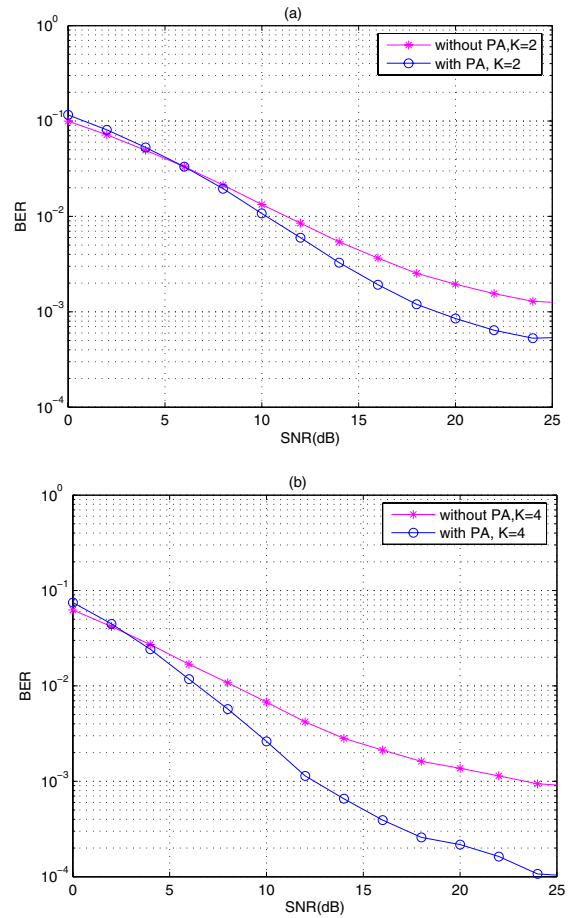 (a)
10^0
10^-1
10^-2
10^-3
10^-4
BER
without PA,K=2
with PA, K=2
0 5 10 15 20 25
SNR(dB)
(b)
10^0
10^-1
10^-2
10^-3
10^-4
BER
without PA,K=4
with PA, K=4
0 5 10 15 20 25
SNR(dB)